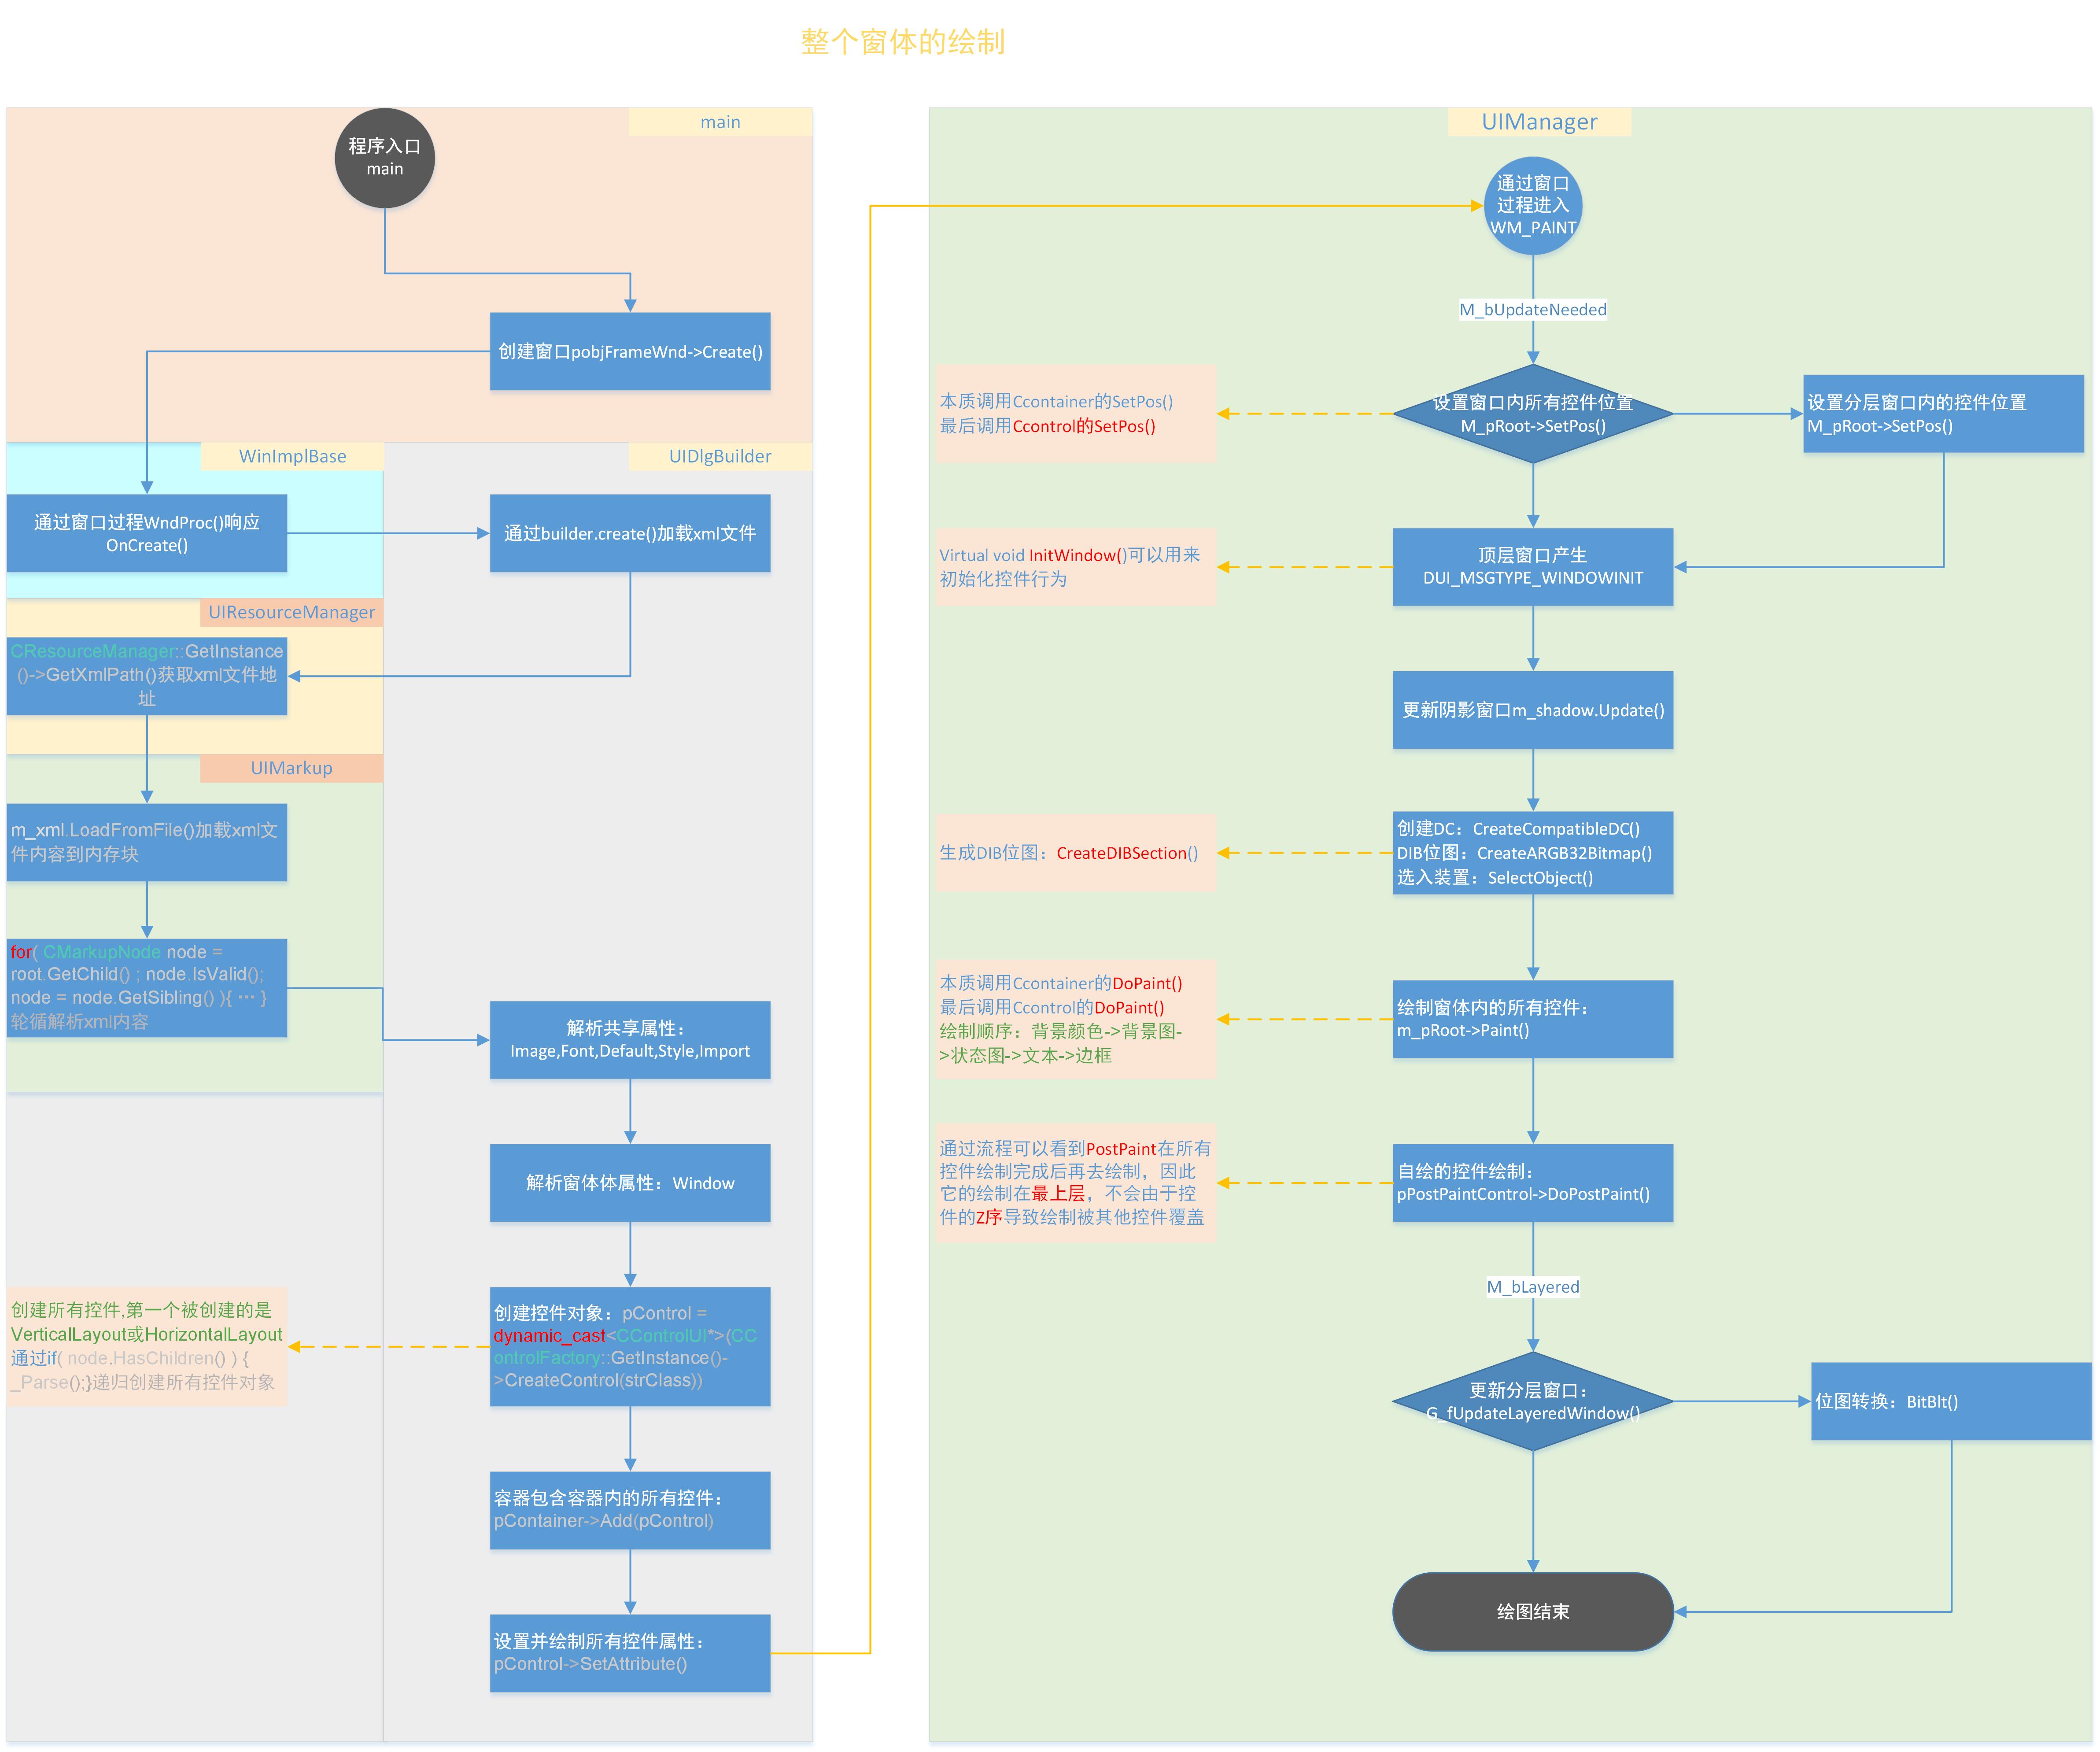 整个窗体的绘制
main
程序入口
main
创建窗口pobjFrameWnd->Create()
WinImplBase
UIDlgBuilder
通过窗口过程WndProc()响应
OnCreate()
通过builder.create()加载xml文件
UIResourceManager
CResourceManager::GetInstance
()->GetXmlPath()获取xml文件地
址
UIMarkup
m_xml.LoadFromFile()加载xml文
件内容到内存块
for( CMarkupNode node =
root.GetChild() ; node.IsValid();
node = node.GetSibling() ){ ··· }
轮循解析xml内容
解析共享属性：
Image,Font,Default,Style,Import
解析窗体体属性：Window
创建控件对象：pControl =
dynamic_cast<CControlUI*>(CC
ontrolFactory::GetInstance()-
>CreateControl(strClass))
创建所有控件,第一个被创建的是
VerticalLayout或HorizontalLayout
通过if( node.HasChildren() ) {
_Parse();}递归创建所有控件对象
容器包含容器内的所有控件：
pContainer->Add(pControl)
设置并绘制所有控件属性：
pControl->SetAttribute()
UIManager
通过窗口
过程进入
WM_PAINT
M_bUpdateNeeded
设置窗口内所有控件位置
M_pRoot->SetPos()
本质调用Ccontainer的SetPos()
最后调用Ccontrol的SetPos()
设置分层窗口内的控件位置
M_pRoot->SetPos()
顶层窗口产生
DUI_MSGTYPE_WINDOWINIT
Virtual void InitWindow()可以用来
初始化控件行为
更新阴影窗口m_shadow.Update()
创建DC：CreateCompatibleDC()
DIB位图：CreateARGB32Bitmap()
选入装置：SelectObject()
生成DIB位图：CreateDIBSection()
绘制窗体内的所有控件：
m_pRoot->Paint()
本质调用Ccontainer的DoPaint()
最后调用Ccontrol的DoPaint()
绘制顺序：背景颜色->背景图-
>状态图->文本->边框
自绘的控件绘制：
pPostPaintControl->DoPostPaint()
通过流程可以看到PostPaint在所有
控件绘制完成后再去绘制，因此
它的绘制在最上层，不会由于控
件的Z序导致绘制被其他控件覆盖
M_bLayered
更新分层窗口：
G_fUpdateLayeredWindow()
位图转换：BitBlt()
绘图结束